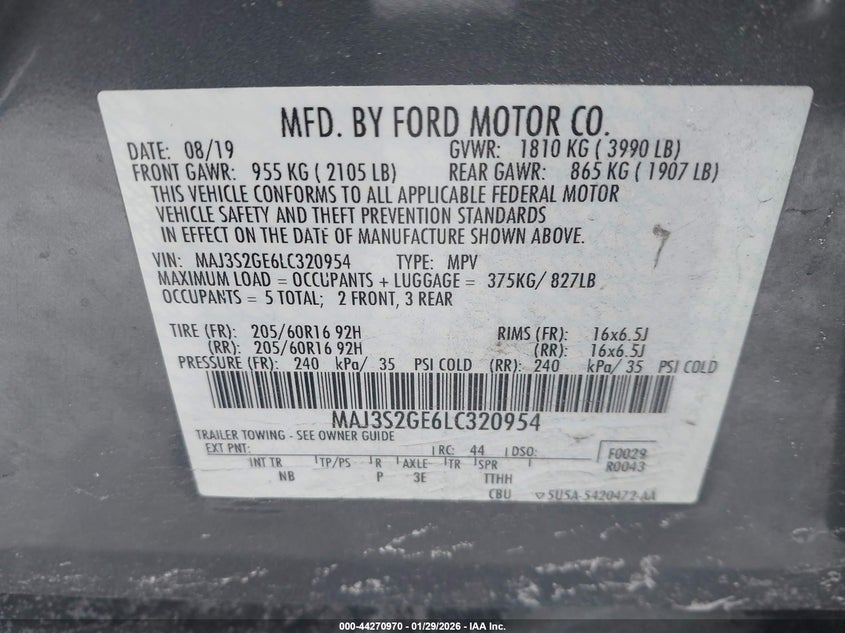 MFD. BY FORD MOTOR CO.
DATE: 08/19 GVWR: 1810 KG ( 3990 LB)
FRONT GAWR: 955 KG ( 2105 LB) REAR GAWR: 865 KG ( 1907 LB)
THIS VEHICLE CONFORMS TO ALL APPLICABLE FEDERAL MOTOR
VEHICLE SAFETY AND THEFT PREVENTION STANDARDS
IN EFFECT ON THE DATE OF MANUFACTURE SHOWN ABOVE.
VIN: MAJ3S2GE6LC320954 TYPE: MPV
MAXIMUM LOAD = OCCUPANTS + LUGGAGE = 375KG/ 827LB
OCCUPANTS = 5 TOTAL; 2 FRONT, 3 REAR
TIRE (FR): 205/60R16 92H RIMS (FR): 16x6.5J
(RR): 205/60R16 92H (RR): 16x6.5J
PRESSURE (FR): 240 kPa/ 35 PSI COLD (RR): 240 kPa/ 35 PSI COLD
MAJ3S2GE6LC320954
TRAILER TOWING - SEE OWNER GUIDE
EXT PNT: RC: 44 DSO: F0029
R0043
INT TR TP/PS R AXLE TR SPR
NB P 3E TTHH
CBU 5U5A-5420472-AA
000-44270970 - 01/29/2026 - IAA Inc.